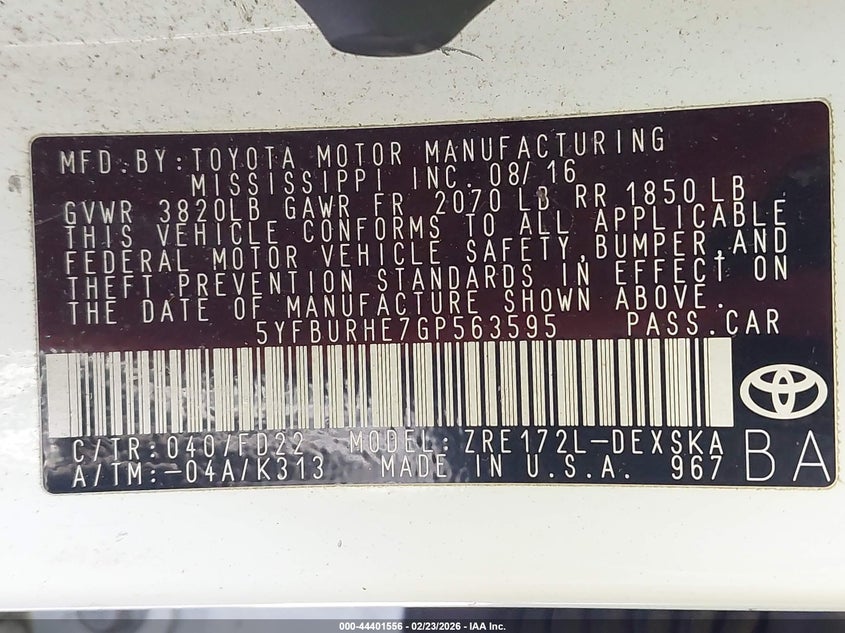 MFD.BY:TOYOTA MOTOR MANUFACTURING
MISSISSIPPI INC. 08/16
GVWR 3820LB GAWR FR 2070 LB RR 1850 LB
THIS VEHICLE CONFORMS TO ALL APPLICABLE
FEDERAL MOTOR VEHICLE SAFETY,BUMPER,AND
THEFT PREVENTION STANDARDS IN EFFECT ON
THE DATE OF MANUFACTURE SHOWN ABOVE.
5YFBURHE7GP563595 PASS.CAR
C/TR:040/FD22 MODEL:ZRE172L-DEXSKA
A/TM:-04A/K313 MADE IN U.S.A. 967
BA
000-44401556 | 02/23/2026 - IAA Inc.